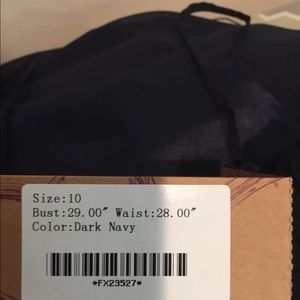 Size:10
Bust:29.00" Waist:28.00"
Color:Dark Navy
*FX23527*